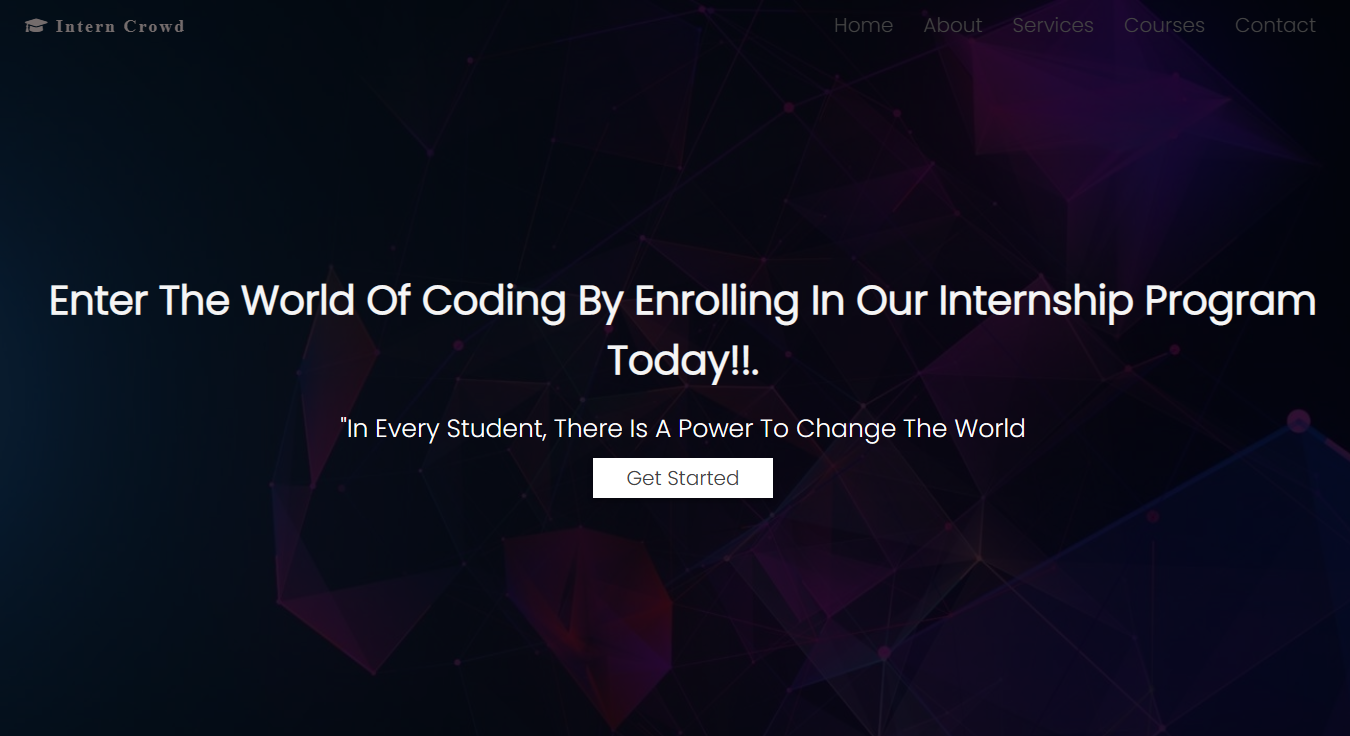 Intern Crowd
Home About Services Courses Contact
Enter The World Of Coding By Enrolling In Our Internship Program
Today!!.
"In Every Student, There Is A Power To Change The World
Get Started